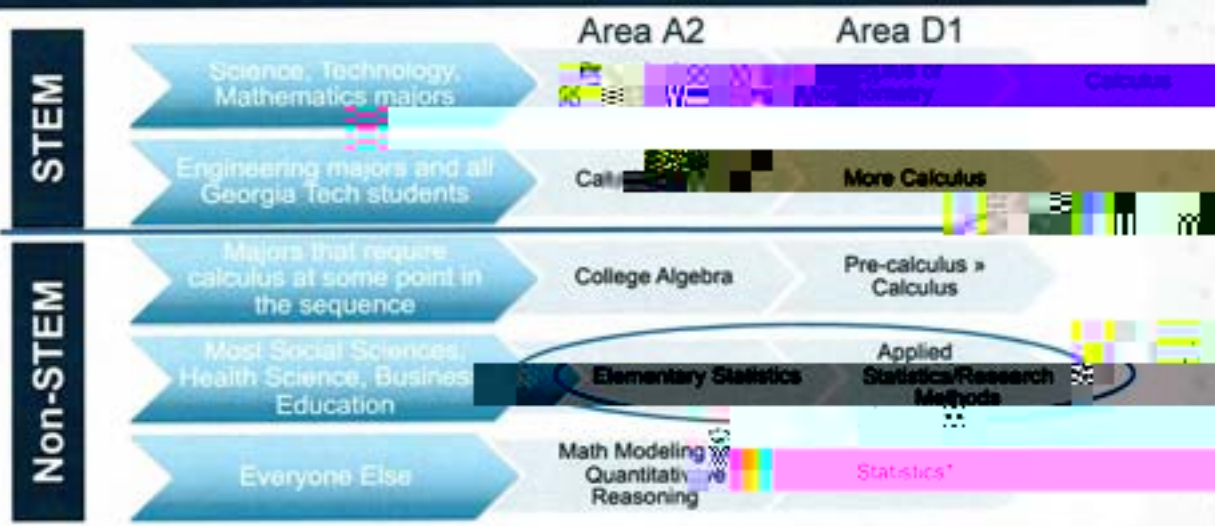 Area A2
Area D1
STEM
Science, Technology,
Mathematics majors
Calculus
Engineering majors and all
Georgia Tech students
More Calculus
Non-STEM
Majors that require
calculus at some point in
the sequence
College Algebra
Pre-calculus »
Calculus
Most Social Sciences,
Health Science, Business
Education
Elementary Statistics
Applied
Statistics/Research
Methods
Everyone Else
Math Modeling
Quantitative
Reasoning
Statistics*